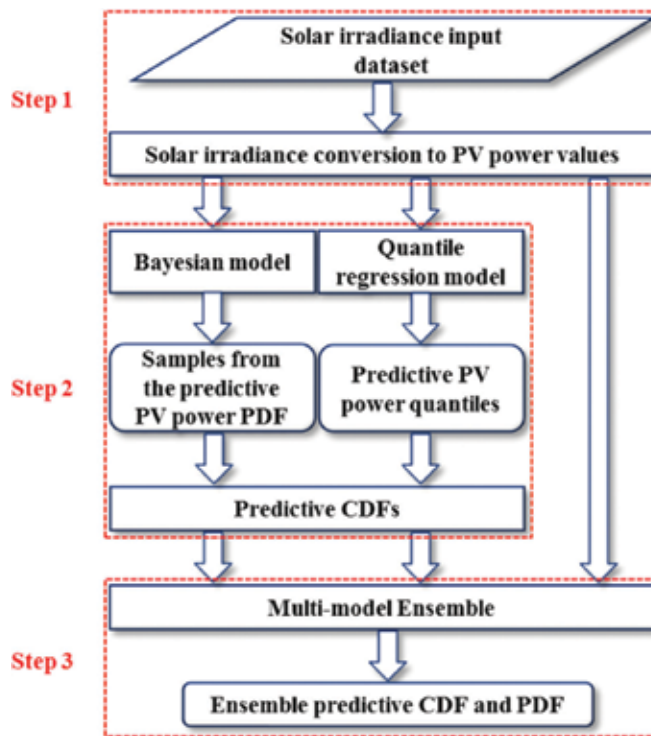 Solar irradiance input
dataset
Step 1
Solar irradiance conversion to PV power values
Bayesian model
Quantile
regression model
Step 2
Samples from
the predictive
PV power PDF
Predictive PV
power quantiles
Predictive CDFs
Multi-model Ensemble
Step 3
Ensemble predictive CDF and PDF